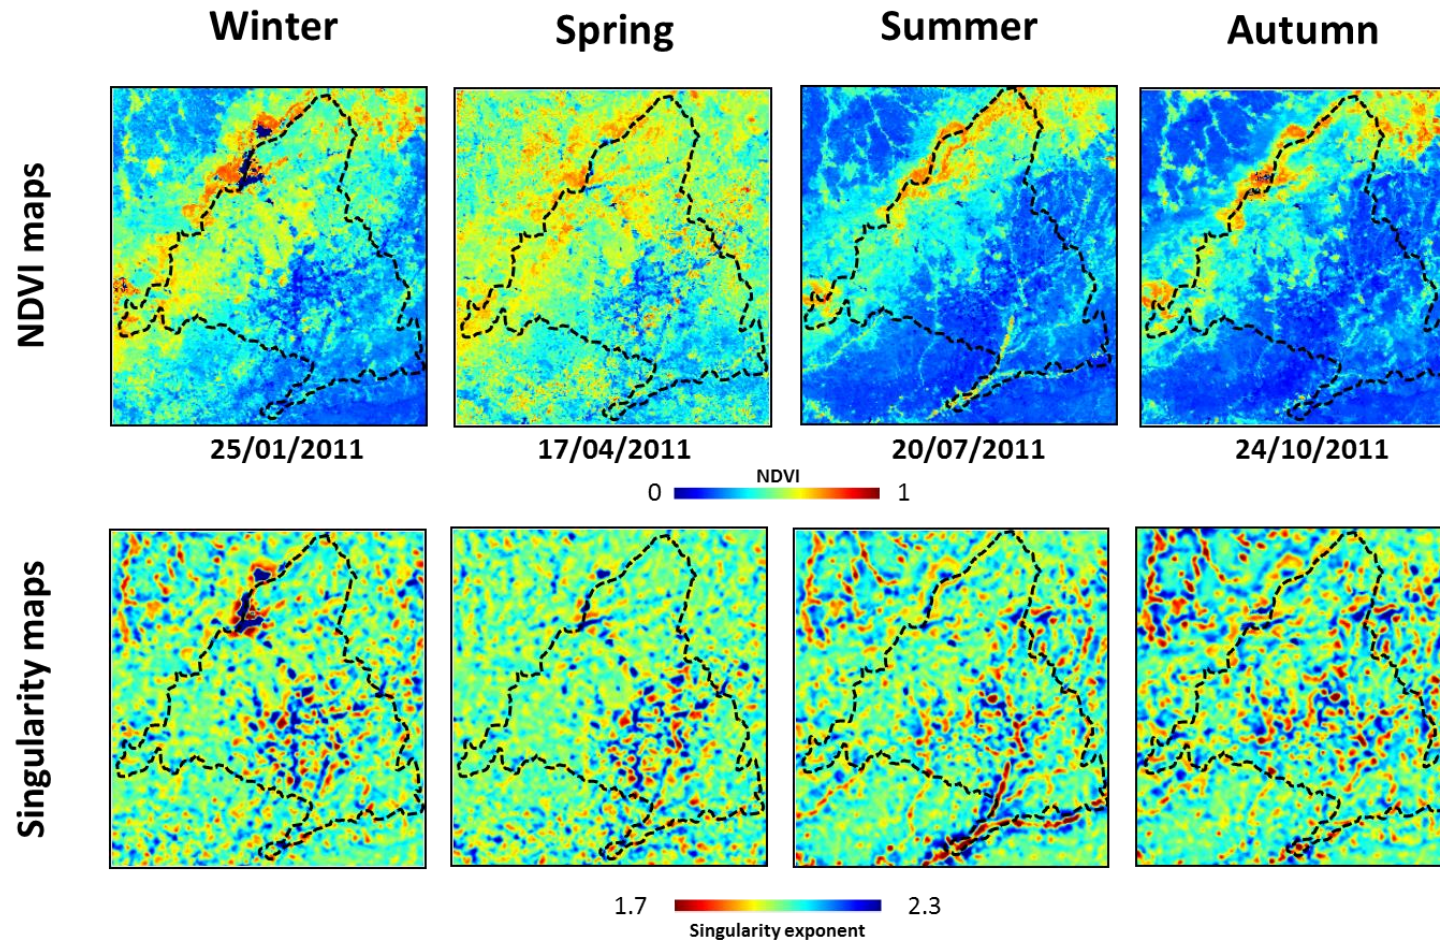 Winter Spring Summer Autumn
NDVI maps
25/01/2011 17/04/2011 20/07/2011 24/10/2011
NDVI
0 1
Singularity maps
1.7 2.3
Singularity exponent